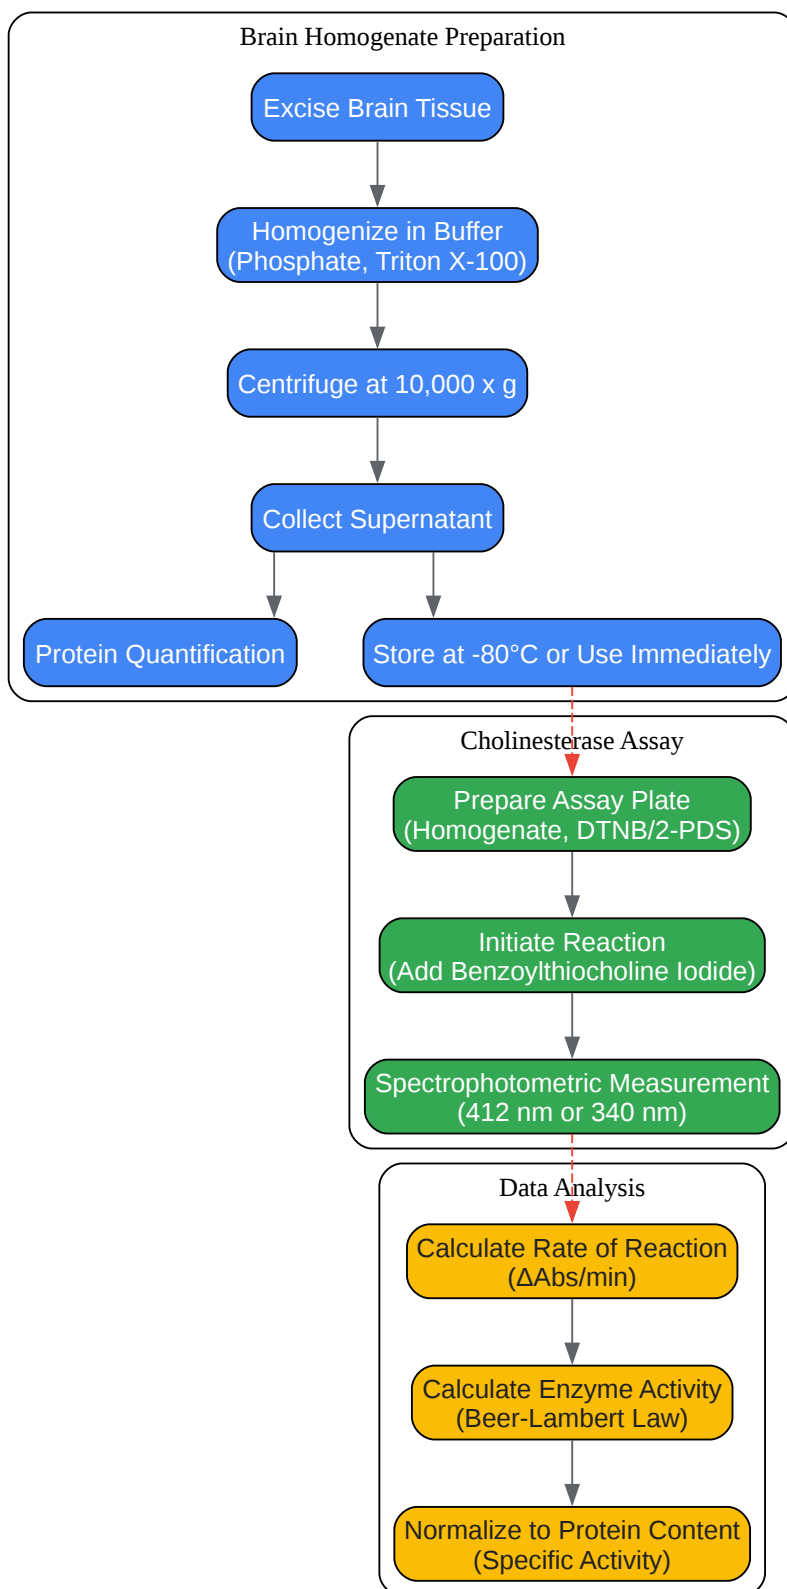 Brain Homogenate Preparation
Excise Brain Tissue
Homogenize in Buffer
(Phosphate, Triton X-100)
Centrifuge at 10,000 x g
Collect Supernatant
Protein Quantification
Store at -80°C or Use Immediately
Cholinesterase Assay
Prepare Assay Plate
(Homogenate, DTNB/2-PDS)
Initiate Reaction
(Add Benzoylthiocholine Iodide)
Spectrophotometric Measurement
(412 nm or 340 nm)
Data Analysis
Calculate Rate of Reaction
(ΔAbs/min)
Calculate Enzyme Activity
(Beer-Lambert Law)
Normalize to Protein Content
(Specific Activity)